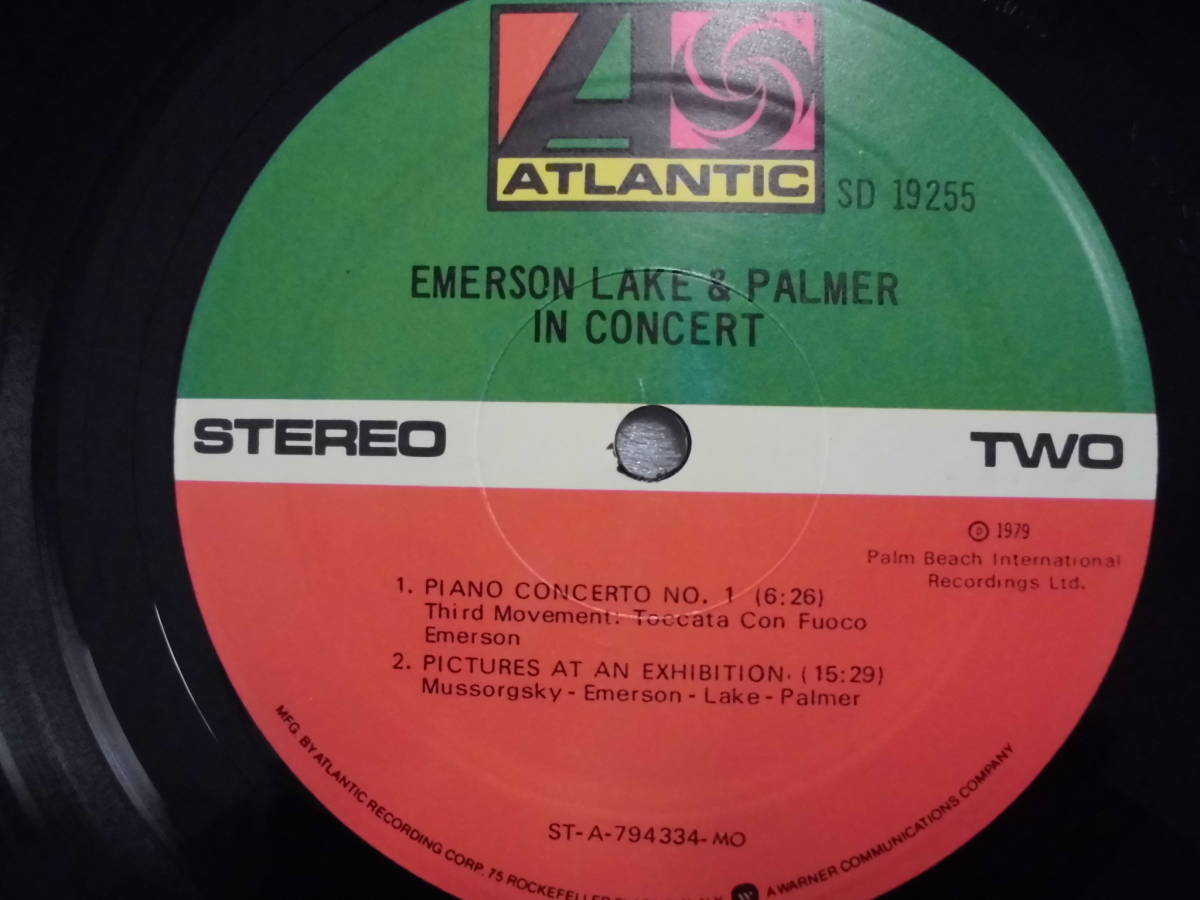 ATLANTIC
SD 19255
EMERSON LAKE & PALMER
IN CONCERT
STEREO
TWO
Ⓟ 1979
Palm Beach International
Recordings Ltd.
1. PIANO CONCERTO NO. 1 (6:26)
Third Movement: Toccata Con Fuoco
Emerson
2. PICTURES AT AN EXHIBITION. (15:29)
Mussorgsky - Emerson - Lake - Palmer
ST-A-794334-MO
MFG. BY ATLANTIC RECORDING CORP. 75 ROCKEFELLER
A WARNER COMMUNICATIONS COMPANY